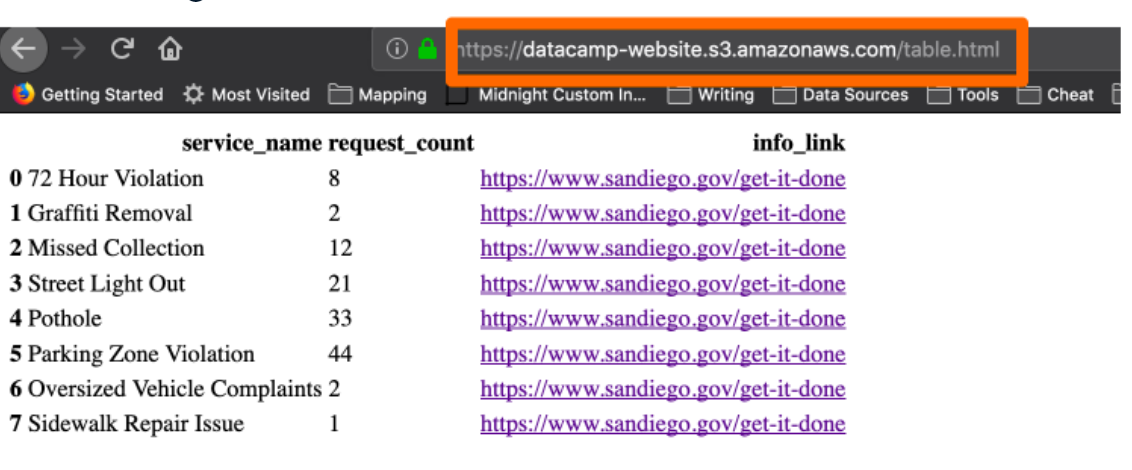 https://datacamp-website.s3.amazonaws.com/table.html
Getting Started Most Visited Mapping Midnight Custom In... Writing Data Sources Tools Cheat
service_name request_count info_link
0 72 Hour Violation 8 https://www.sandiego.gov/get-it-done
1 Graffiti Removal 2 https://www.sandiego.gov/get-it-done
2 Missed Collection 12 https://www.sandiego.gov/get-it-done
3 Street Light Out 21 https://www.sandiego.gov/get-it-done
4 Pothole 33 https://www.sandiego.gov/get-it-done
5 Parking Zone Violation 44 https://www.sandiego.gov/get-it-done
6 Oversized Vehicle Complaints 2 https://www.sandiego.gov/get-it-done
7 Sidewalk Repair Issue 1 https://www.sandiego.gov/get-it-done